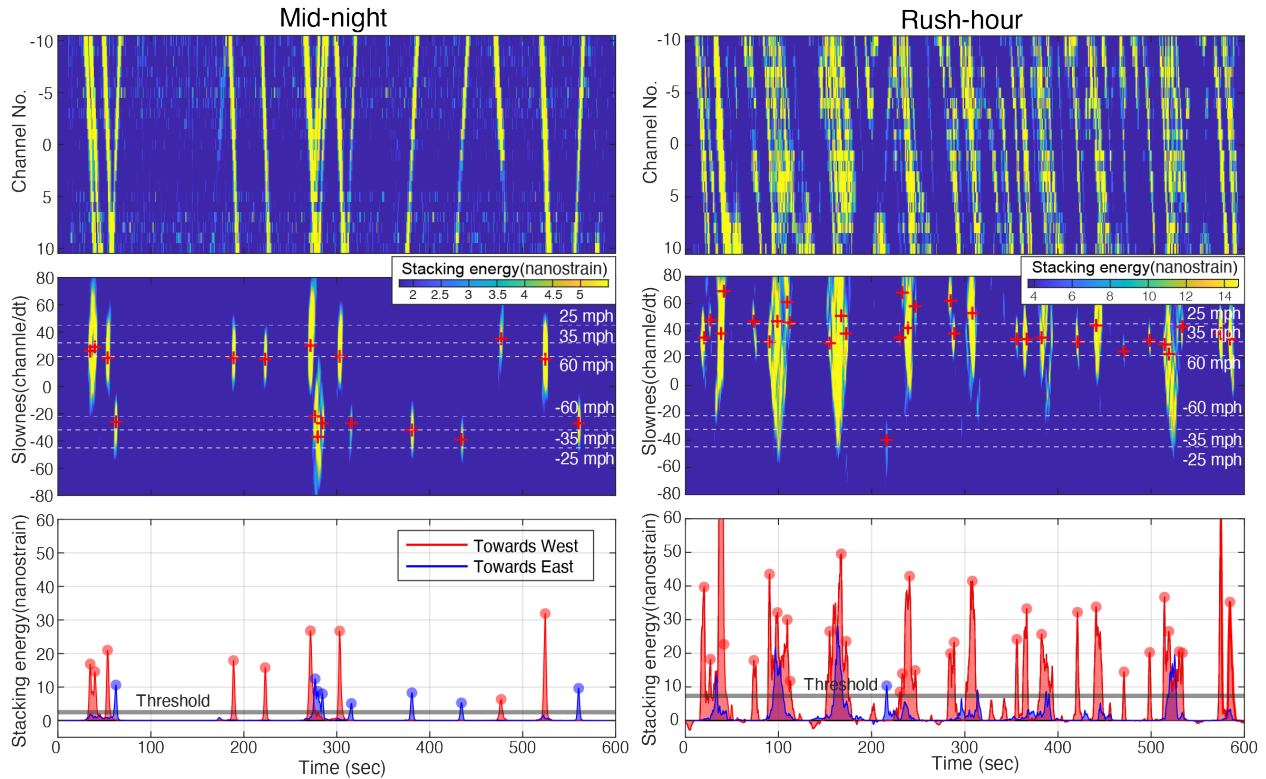 Mid-night
Rush-hour
-10
-5
0
5
10
Channel No.
-10
-5
0
5
10
Channel No.
Stacking energy(nanostrain)
2 2.5 3 3.5 4 4.5 5
Stacking energy(nanostrain)
4 6 8 10 12 14
80
60
40
20
0
-20
-40
-60
-80
Slownes(channle/dt)
25 mph
35 mph
60 mph
-60 mph
-35 mph
-25 mph
100 200 300 400 500
80
60
40
20
0
-20
-40
-60
-80
Slownes(channle/dt)
25 mph
35 mph
60 mph
-60 mph
-35 mph
-25 mph
60
50
40
30
20
10
0
Stacking energy(nanostrain)
Towards West
Towards East
Threshold
0 100 200 300 400 500 600
Time (sec)
60
50
40
30
20
10
0
Stacking energy(nanostrain)
Threshold
0 100 200 300 400 500 600
Time (sec)